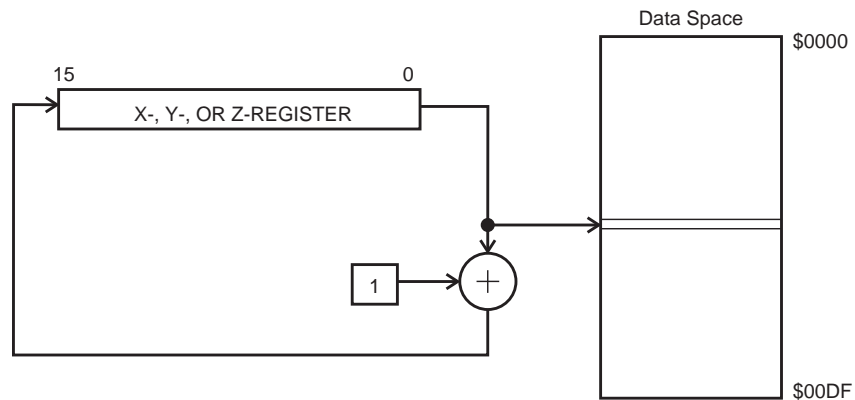 Data Space
$0000
15 0
X-, Y-, OR Z-REGISTER
1
+
$00DF